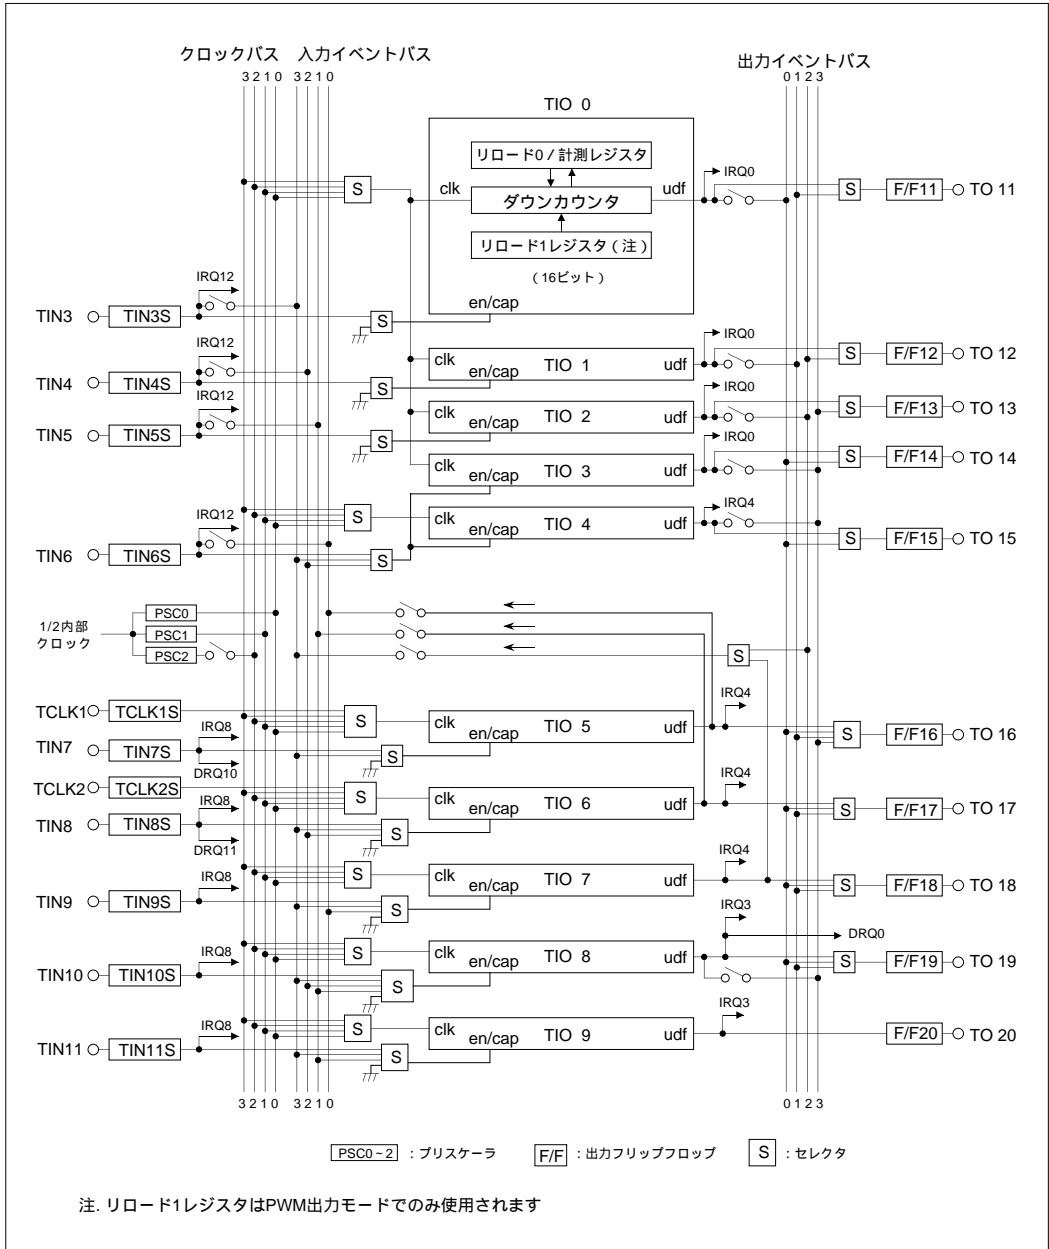 クロックバス 入力イベントバス 出力イベントバス
3 2 1 0 3 2 1 0 0 1 2 3
TIO 0
リロード0 / 計測レジスタ
IRQ0
S clk ダウンカウンタ udf S F/F11 TO 11
リロード1レジスタ ( 注 )
( 16ビット )
IRQ12
en/cap
TIN3 TIN3S S
IRQ0
IRQ12
clk TIO 1 udf S F/F12 TO 12
en/cap
TIN4 TIN4S S
IRQ0
IRQ12
clk TIO 2 udf S F/F13 TO 13
en/cap
TIN5 TIN5S S
IRQ0
clk TIO 3 udf S F/F14 TO 14
en/cap
IRQ4
IRQ12
S clk TIO 4 udf S F/F15 TO 15
en/cap
TIN6 TIN6S S
PSC0
1/2内部
クロック
PSC1
PSC2 S
IRQ4
TCLK1 TCLK1S S clk TIO 5 udf S F/F16 TO 16
IRQ8
en/cap
TIN7 TIN7S S
DRQ10
IRQ4
TCLK2 TCLK2S S clk TIO 6 udf S F/F17 TO 17
IRQ8
en/cap
TIN8 TIN8S S
DRQ11
IRQ4
S clk TIO 7 udf S F/F18 TO 18
IRQ8
en/cap
TIN9 TIN9S S
IRQ3
DRQ0
S clk TIO 8 udf S F/F19 TO 19
IRQ8
en/cap
TIN10 TIN10S S
IRQ3
IRQ8
S clk TIO 9 udf F/F20 TO 20
en/cap
TIN11 TIN11S S
3 2 1 0 3 2 1 0 0 1 2 3
PSC0 ~ 2 : プリスケーラ F/F : 出力フリップフロップ S : セレクタ
注. リロード1レジスタはPWM出力モードでのみ使用されます